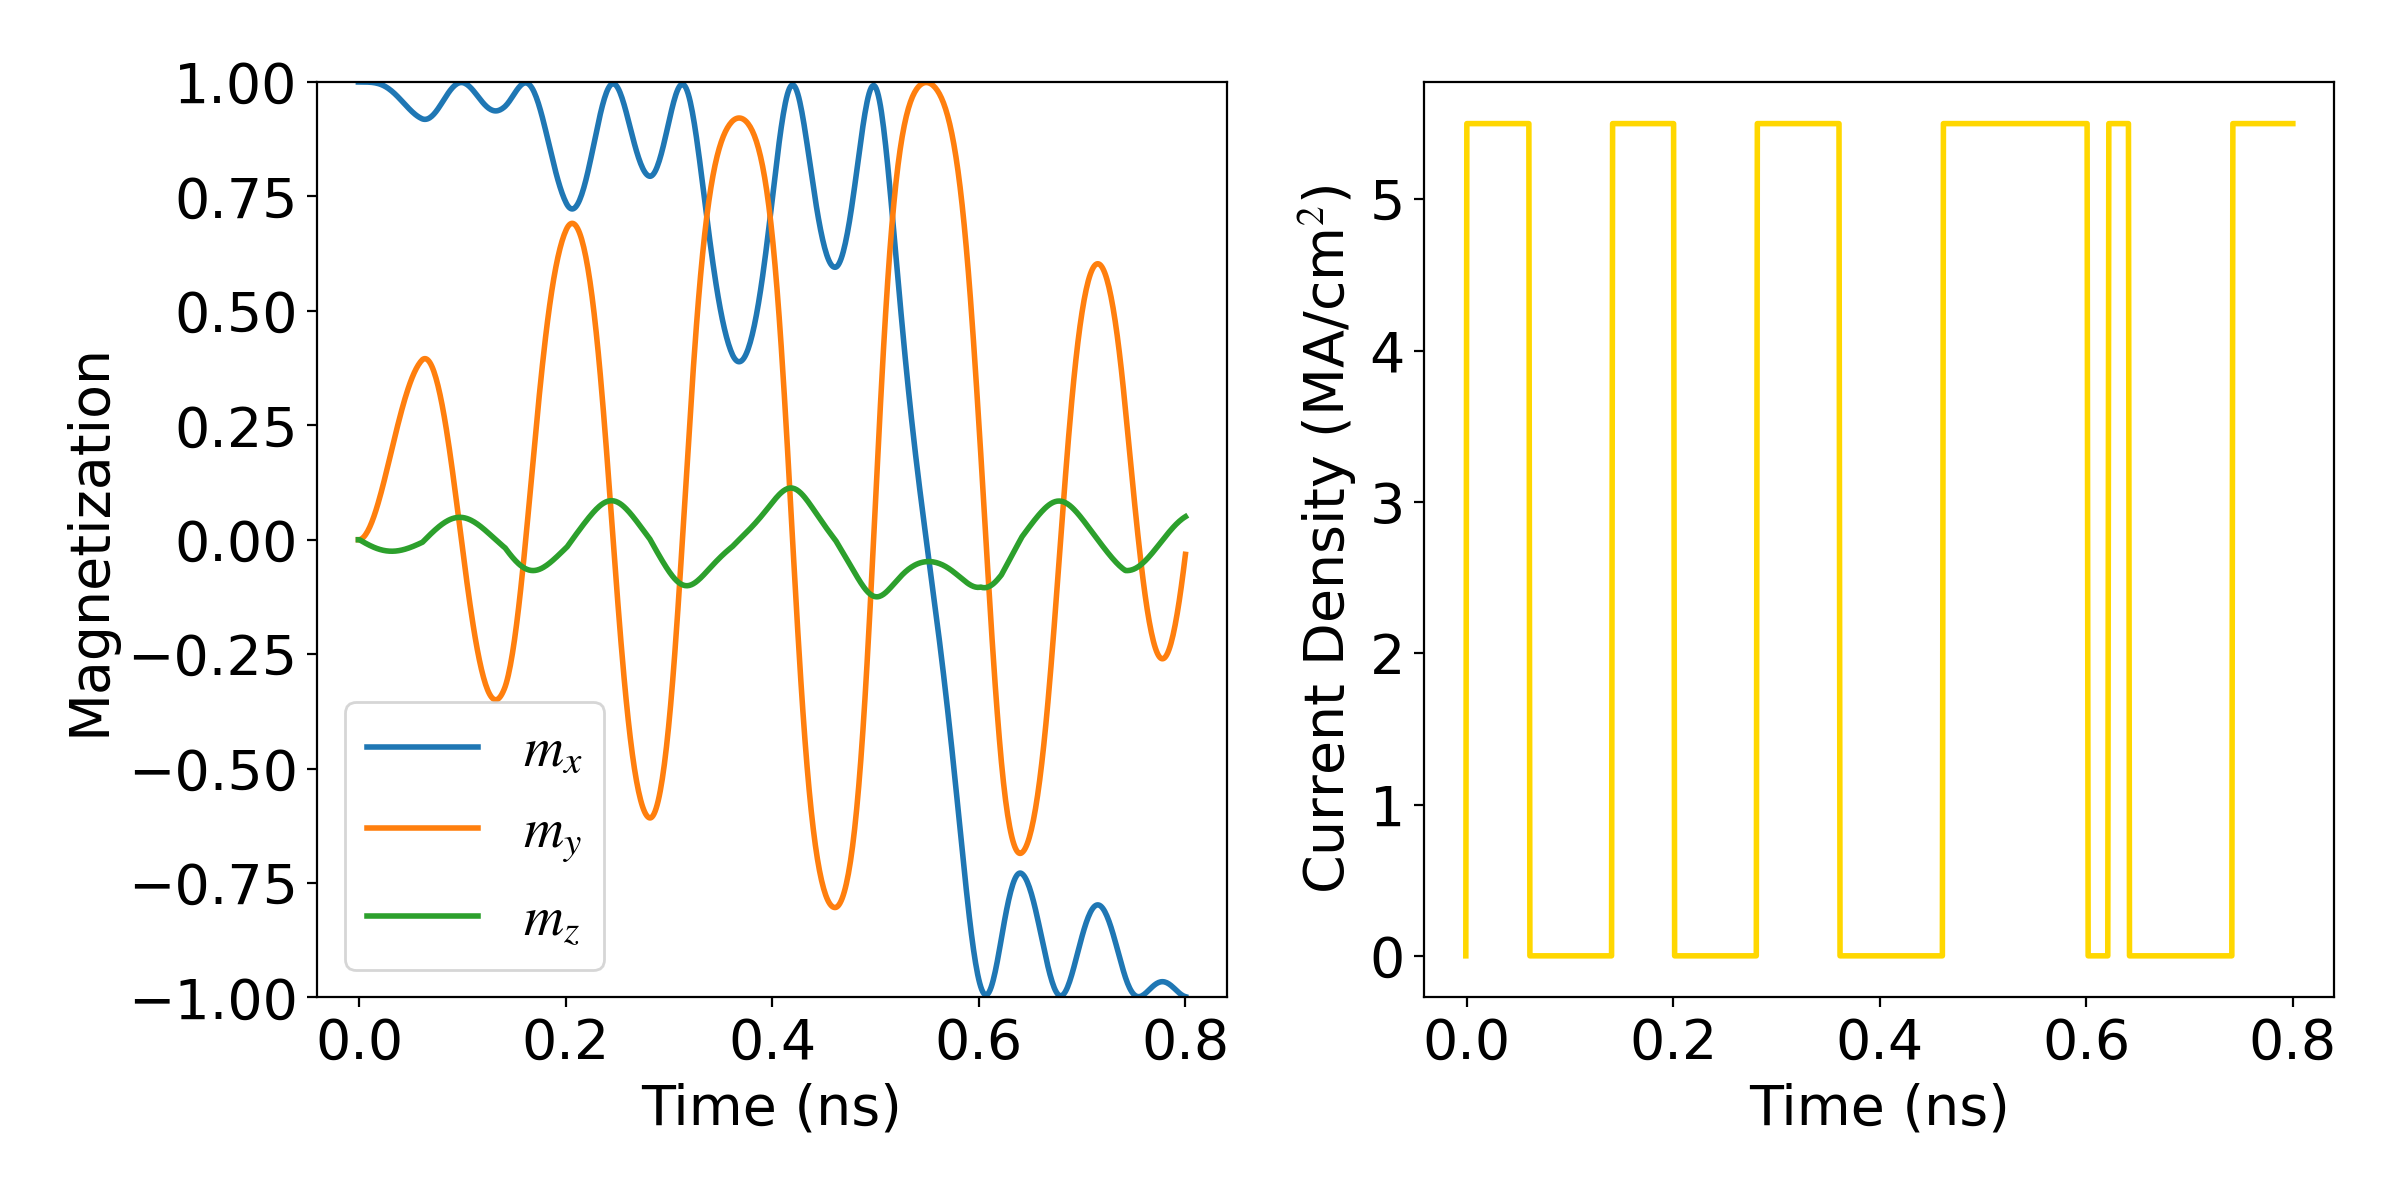 Magnetization
1.00
0.75
0.50
0.25
0.00
−0.25
−0.50
−0.75
−1.00
0.0 0.2 0.4 0.6 0.8
Time (ns)
m_x
m_y
m_z
Current Density (MA/cm²)
5
4
3
2
1
0
0.0 0.2 0.4 0.6 0.8
Time (ns)